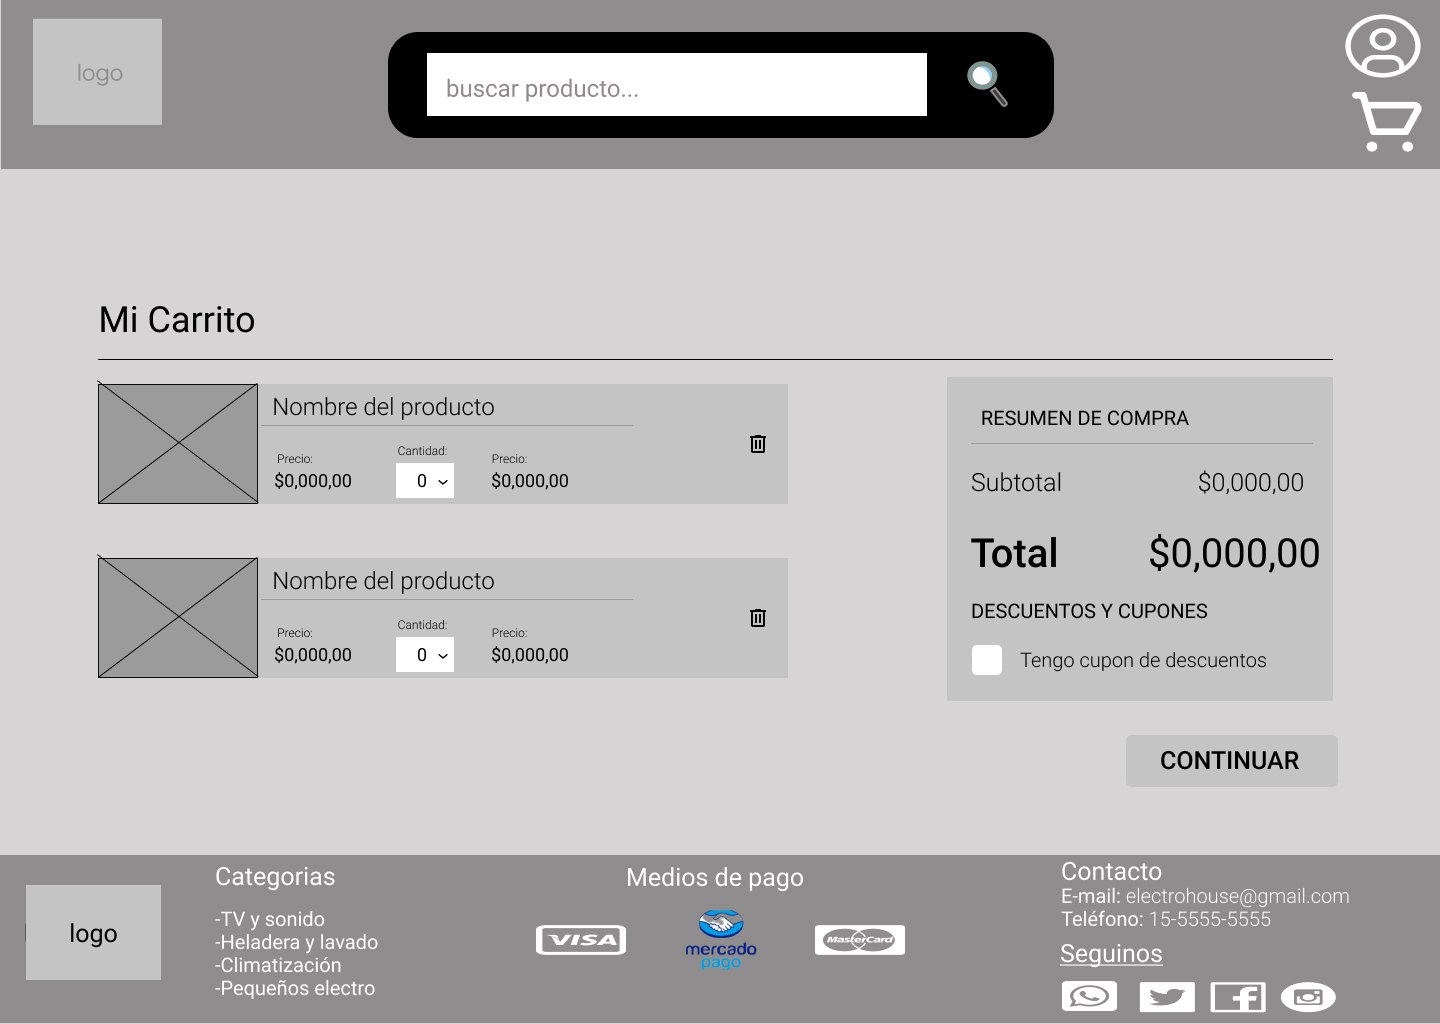 logo
buscar producto...
Mi Carrito
Nombre del producto
Precio: Cantidad: Precio:
$0,000,00 0 $0,000,00
Nombre del producto
Precio: Cantidad: Precio:
$0,000,00 0 $0,000,00
RESUMEN DE COMPRA
Subtotal $0,000,00
Total $0,000,00
DESCUENTOS Y CUPONES
Tengo cupon de descuentos
CONTINUAR
logo
Categorias
-TV y sonido
-Heladera y lavado
-Climatización
-Pequeños electro
Medios de pago
VISA
mercado
pago
MasterCard
Contacto
E-mail: electrohouse@gmail.com
Teléfono: 15-5555-5555
Seguinos